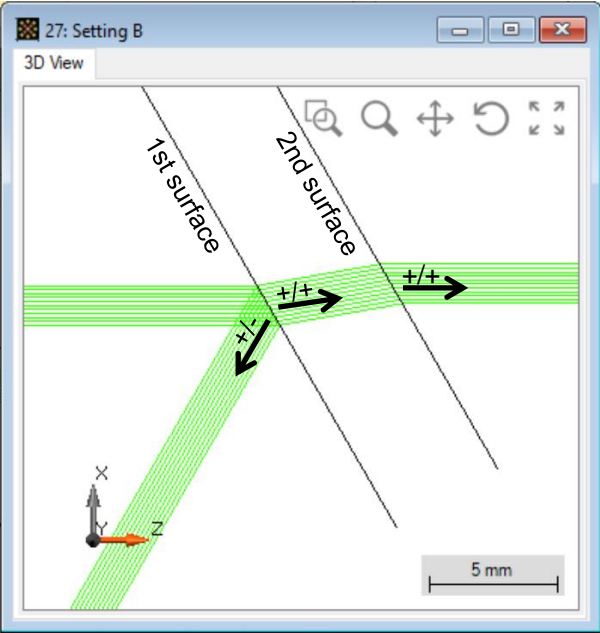 27: Setting B
3D View
1st surface
2nd surface
+/+
+/+
+/-
X
Y
Z
5 mm